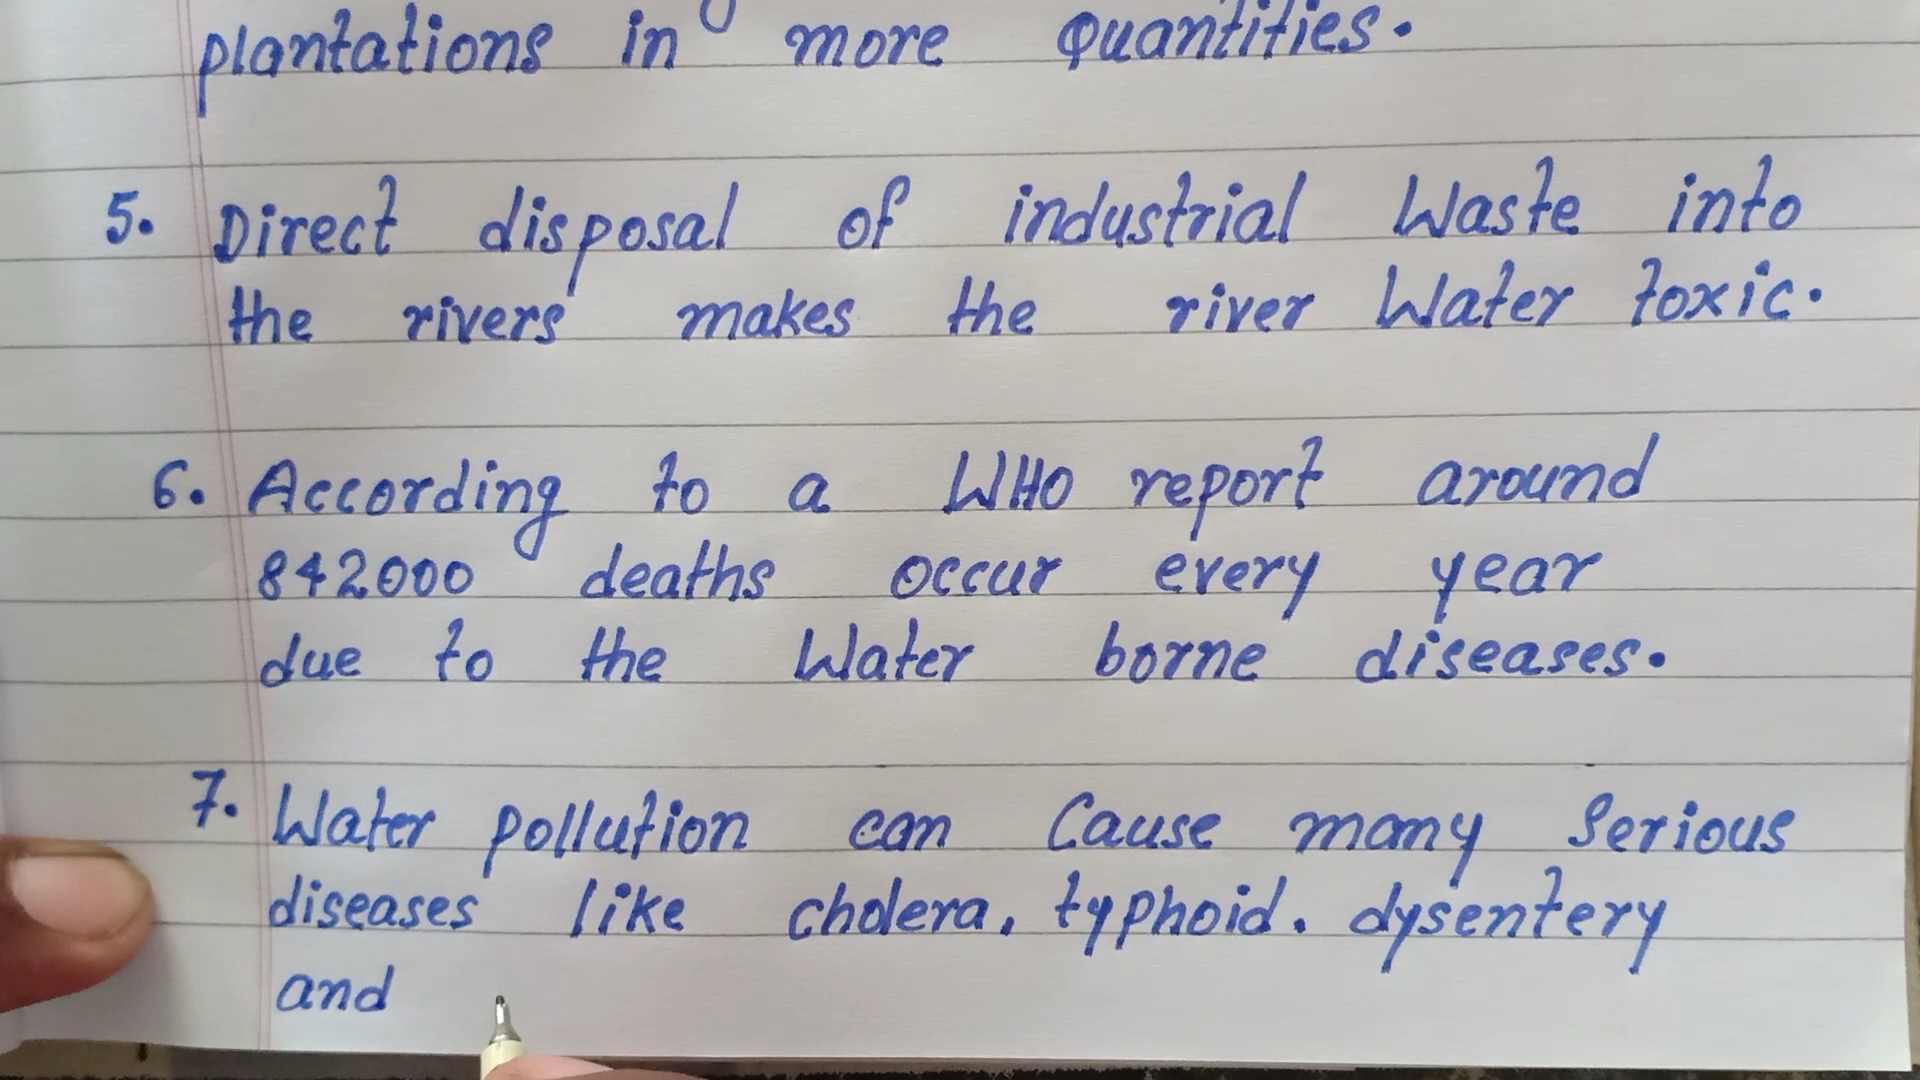 plantations in more quantities.
5. Direct disposal of industrial Waste into
the rivers makes the river Water toxic.
6. According to a WHO report around
842000 deaths occur every year
due to the Water borne diseases.
7. Water pollution can Cause many Serious
diseases like cholera, typhoid. dysentery
and